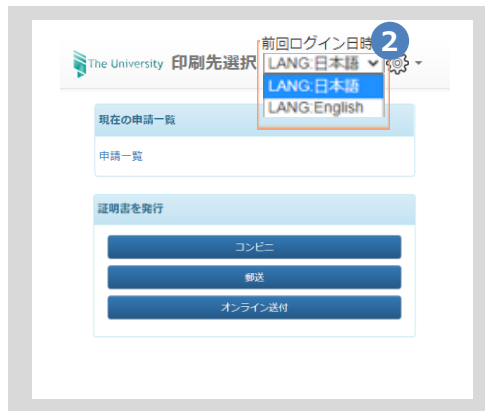 前回ログイン日時 2
The University 印刷先選択 LANG:日本語
LANG:日本語
LANG:English
現在の申請一覧
申請一覧
証明書を発行
コンビニ
郵送
オンライン送付